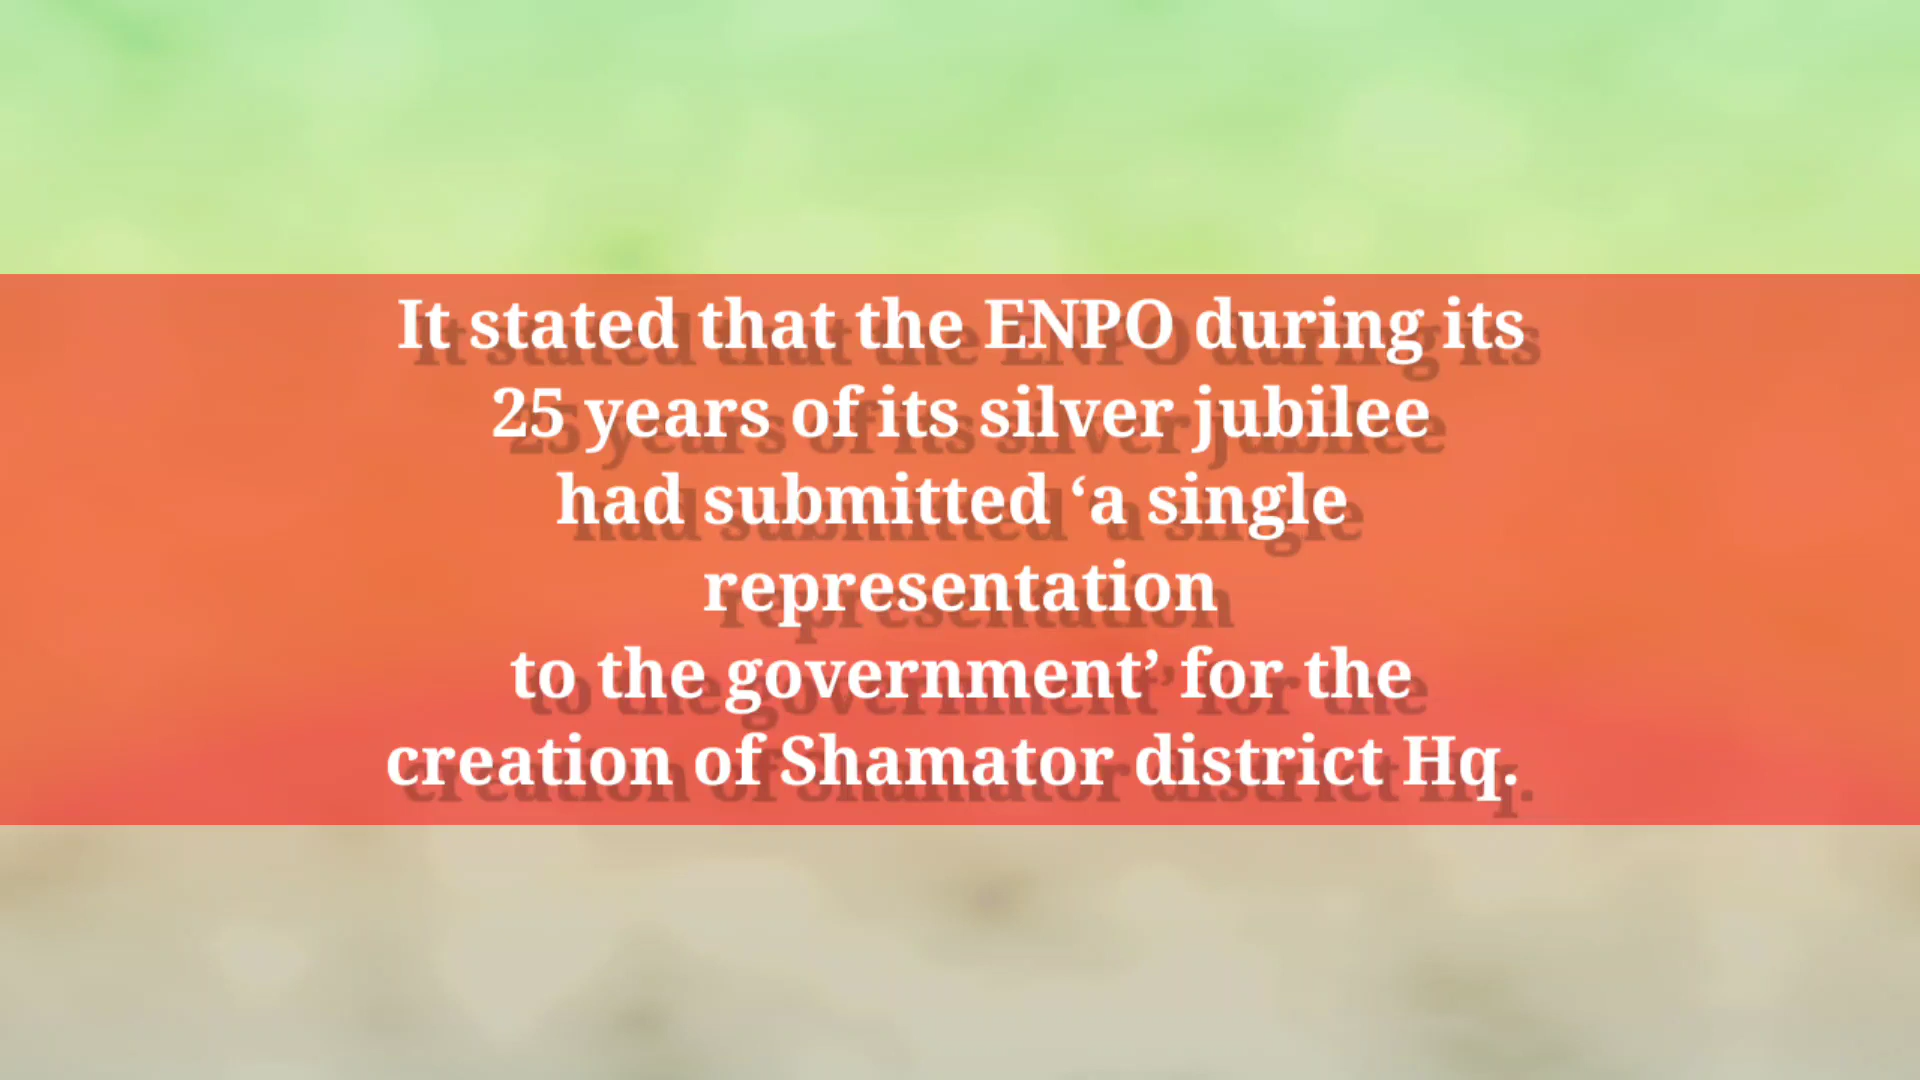 It stated that the ENPO during its
25 years of its silver jubilee
had submitted ‘a single
representation
to the government’ for the
creation of Shamator district Hq.